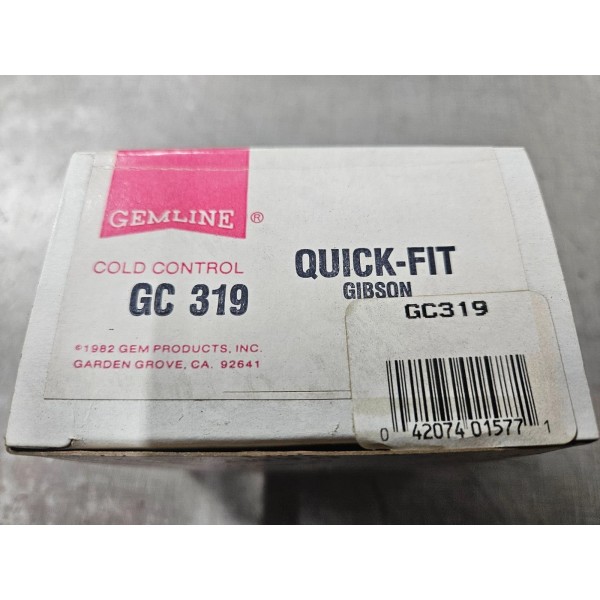 GEMLINE ®
COLD CONTROL
GC 319
QUICK-FIT
GIBSON
©1982 GEM PRODUCTS, INC.
GARDEN GROVE, CA. 92641
GC319
0 42074 01577 1